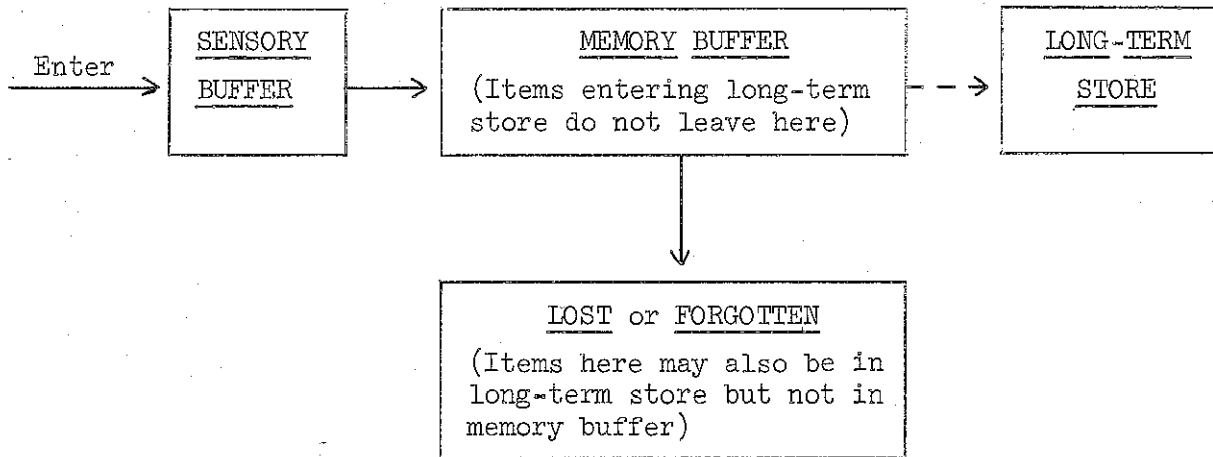 Enter
SENSORY
BUFFER
MEMORY BUFFER
(Items entering long-term
store do not leave here)
LONG-TERM
STORE
LOST or FORGOTTEN
(Items here may also be in
long-term store but not in
memory buffer)